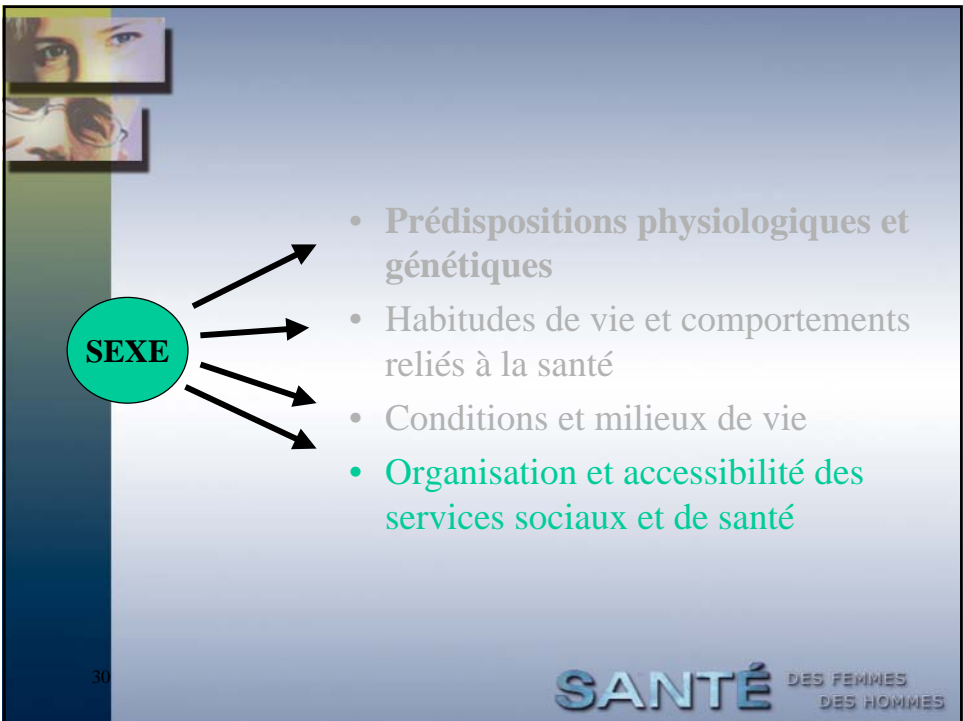 • Prédispositions physiologiques et
génétiques
• Habitudes de vie et comportements
reliés à la santé
SEXE
• Conditions et milieux de vie
• Organisation et accessibilité des
services sociaux et de santé
30
SANTÉ DES FEMMES
DES HOMMES